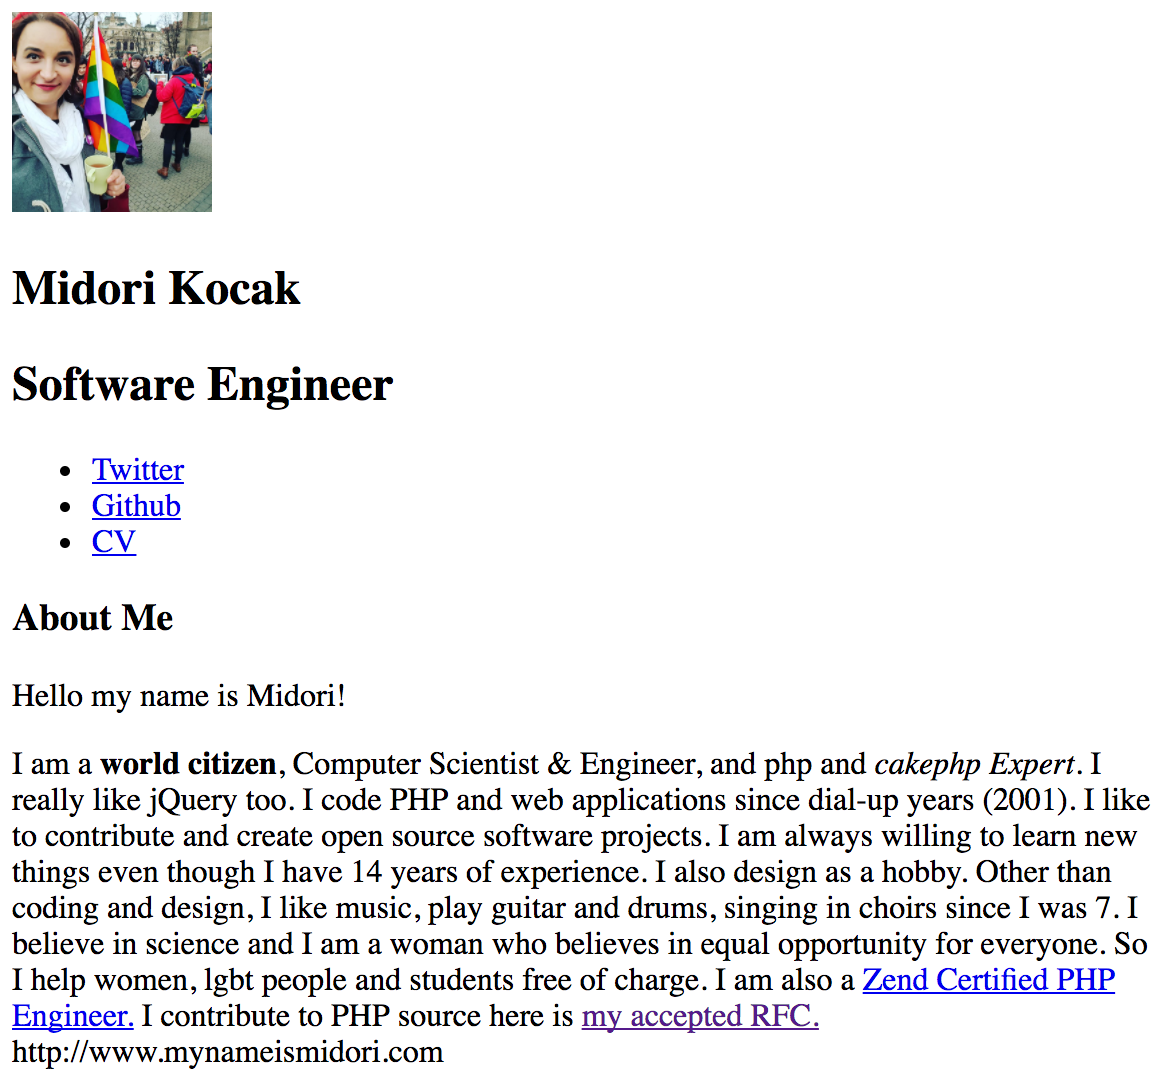 Midori Kocak
Software Engineer
Twitter
Github
CV
About Me
Hello my name is Midori!
I am a world citizen, Computer Scientist & Engineer, and php and cakephp Expert. I
really like jQuery too. I code PHP and web applications since dial-up years (2001). I like
to contribute and create open source software projects. I am always willing to learn new
things even though I have 14 years of experience. I also design as a hobby. Other than
coding and design, I like music, play guitar and drums, singing in choirs since I was 7. I
believe in science and I am a woman who believes in equal opportunity for everyone. So
I help women, lgbt people and students free of charge. I am also a Zend Certified PHP
Engineer. I contribute to PHP source here is my accepted RFC.
http://www.mynameismidori.com